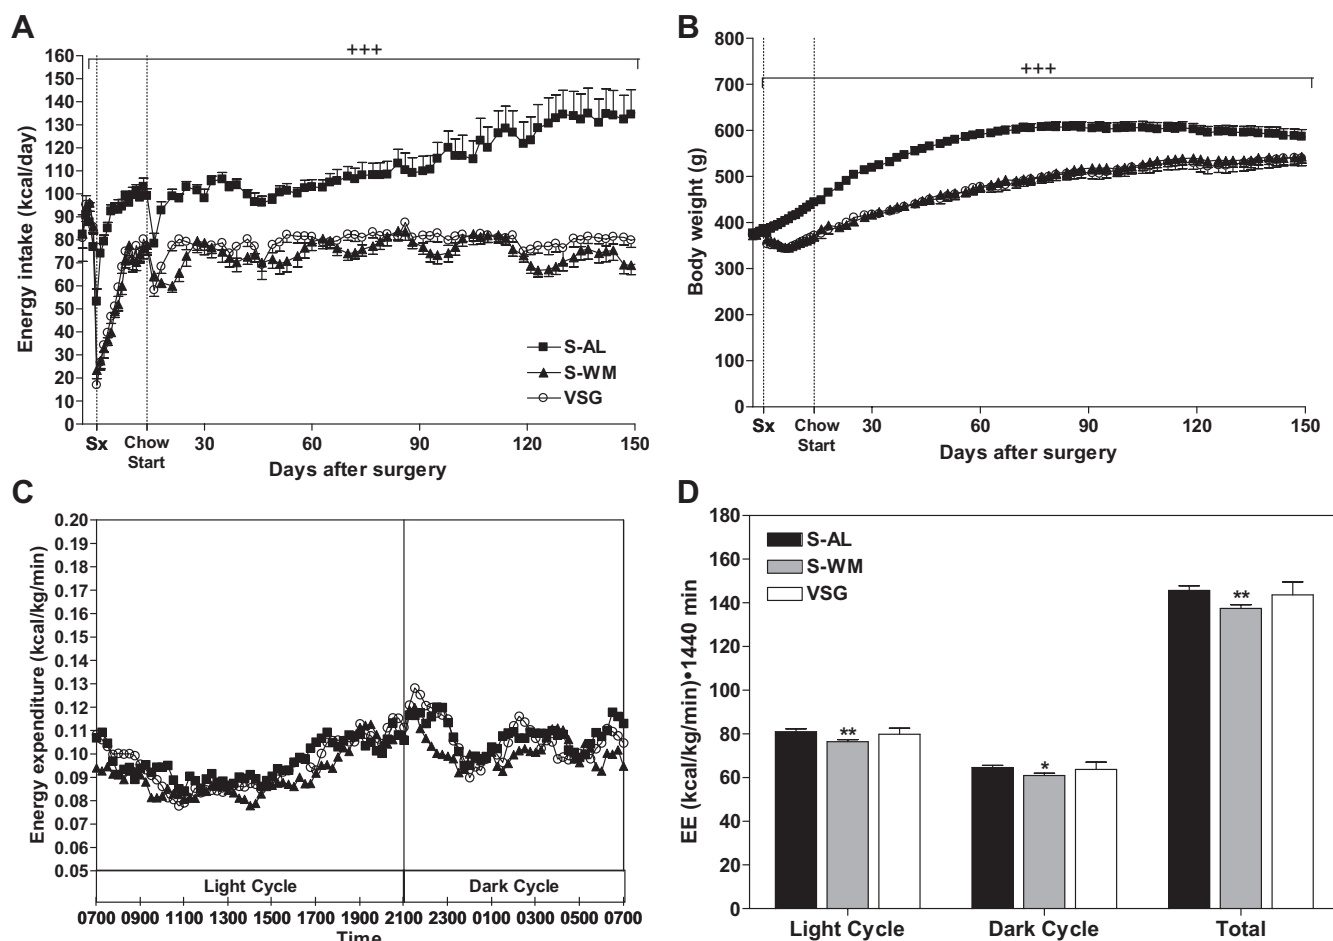 A
+++
160
150
140
130
120
110
100
90
80
70
60
50
40
30
20
10
0
Energy intake (kcal/day)
S-AL
S-WM
VSG
Sx
Chow
Start
30
60
90
120
150
Days after surgery
B
+++
800
700
600
500
400
300
200
100
0
Body weight (g)
Sx
Chow
Start
30
60
90
120
150
Days after surgery
C
0.20
0.19
0.18
0.17
0.16
0.15
0.14
0.13
0.12
0.11
0.10
0.09
0.08
0.07
0.06
0.05
Energy expenditure (kcal/kg/min)
Light Cycle
Dark Cycle
0700 0900 1100 1300 1500 1700 1900 2100 2300 0100 0300 0500 0700
Time
D
180
160
140
120
100
80
60
40
20
0
EE (kcal/kg/min)•1440 min
S-AL
S-WM
VSG
**
*
**
Light Cycle
Dark Cycle
Total